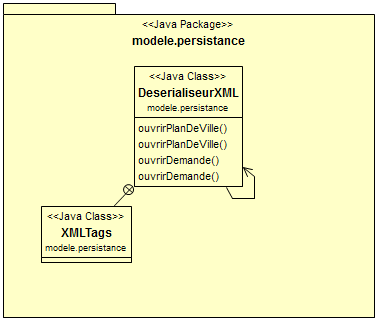 <<Java Package>>
modele.persistance
<<Java Class>>
DeserialiseurXML
modele.persistance
ouvrirPlanDeVille()
ouvrirPlanDeVille()
ouvrirDemande()
ouvrirDemande()
<<Java Class>>
XMLTags
modele.persistance